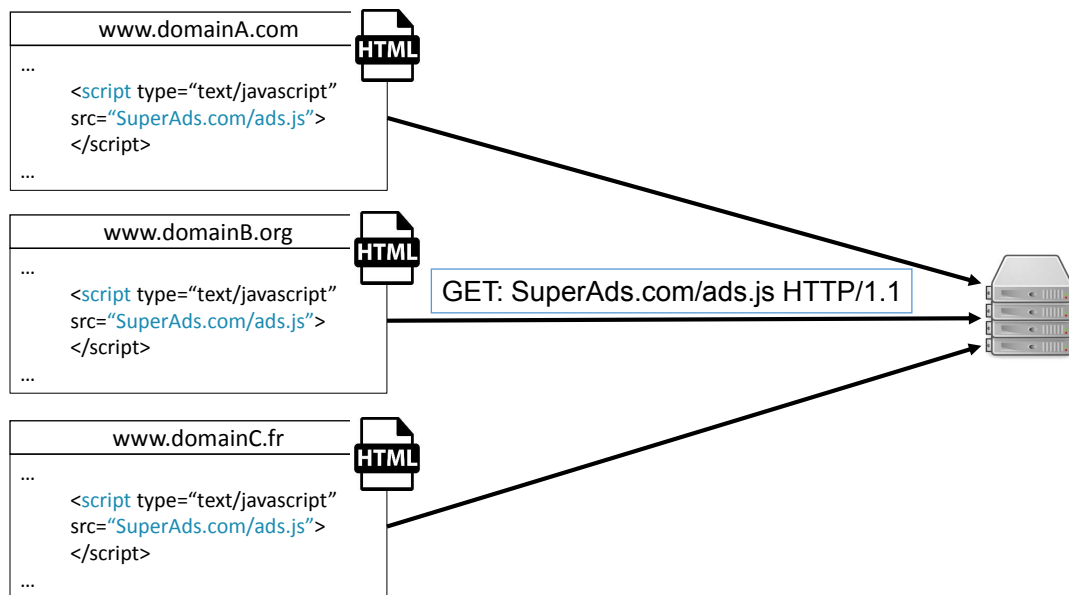 www.domainA.com
HTML
...
<script type=“text/javascript”
src=“SuperAds.com/ads.js”>
</script>
...
www.domainB.org
HTML
...
<script type=“text/javascript”
src=“SuperAds.com/ads.js”>
</script>
...
GET: SuperAds.com/ads.js HTTP/1.1
www.domainC.fr
HTML
...
<script type=“text/javascript”
src=“SuperAds.com/ads.js”>
</script>
...